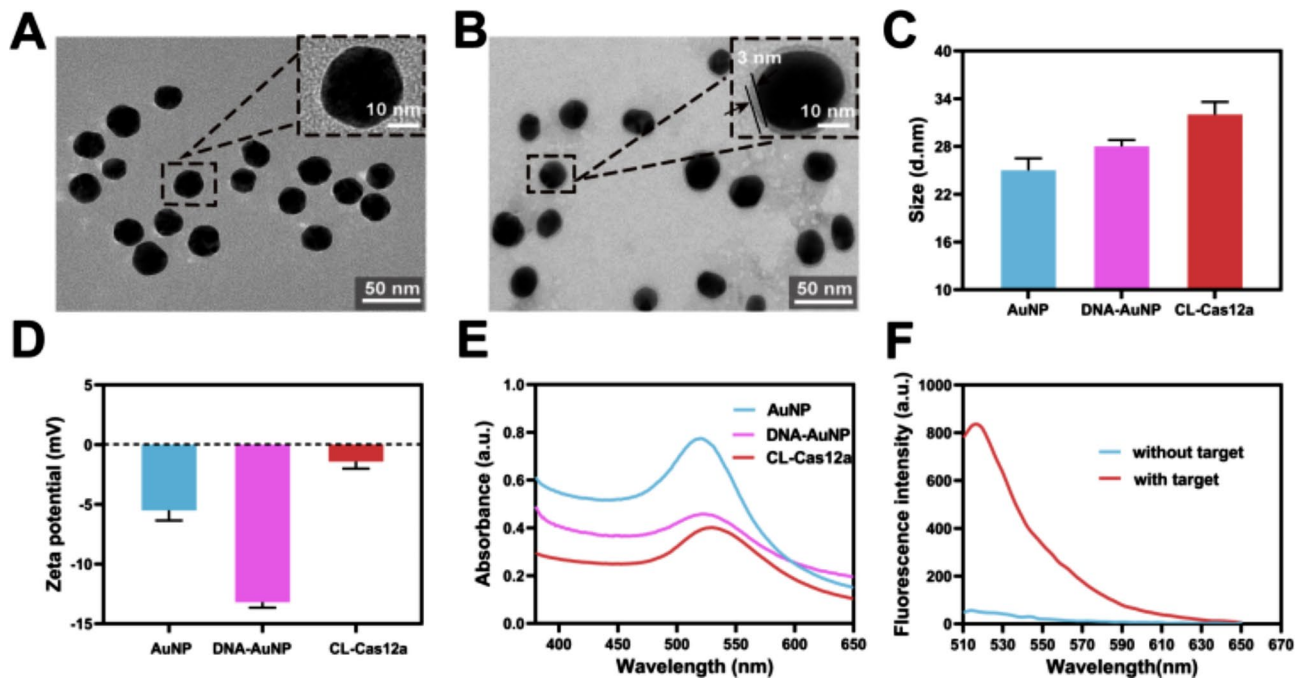 A
10 nm
50 nm
B
3 nm
10 nm
50 nm
C
Size (d.nm)
40
34
28
22
16
10
AuNP
DNA-AuNP
CL-Cas12a
D
Zeta potential (mV)
5
0
-5
-10
-15
AuNP
DNA-AuNP
CL-Cas12a
E
Absorbance (a.u.)
1.0
0.8
0.6
0.4
0.2
0.0
AuNP
DNA-AuNP
CL-Cas12a
400 450 500 550 600 650
Wavelength (nm)
F
Fluorescence intensity (a.u.)
1000
800
600
400
200
0
without target
with target
510 530 550 570 590 610 630 650 670
Wavelength(nm)